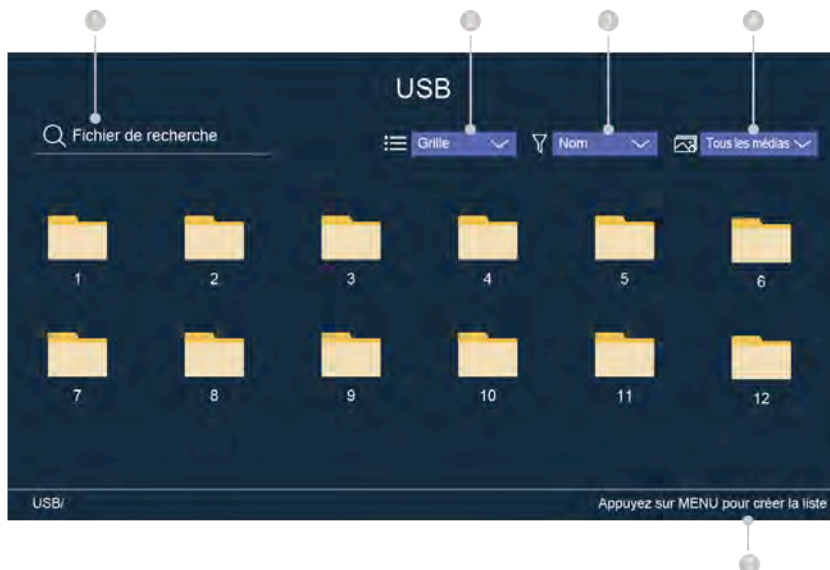 USB
Fichier de recherche
Grille
Nom
Tous les médias
1 2 3 4 5 6
7 8 9 10 11 12
USB/
Appuyez sur MENU pour créer la liste